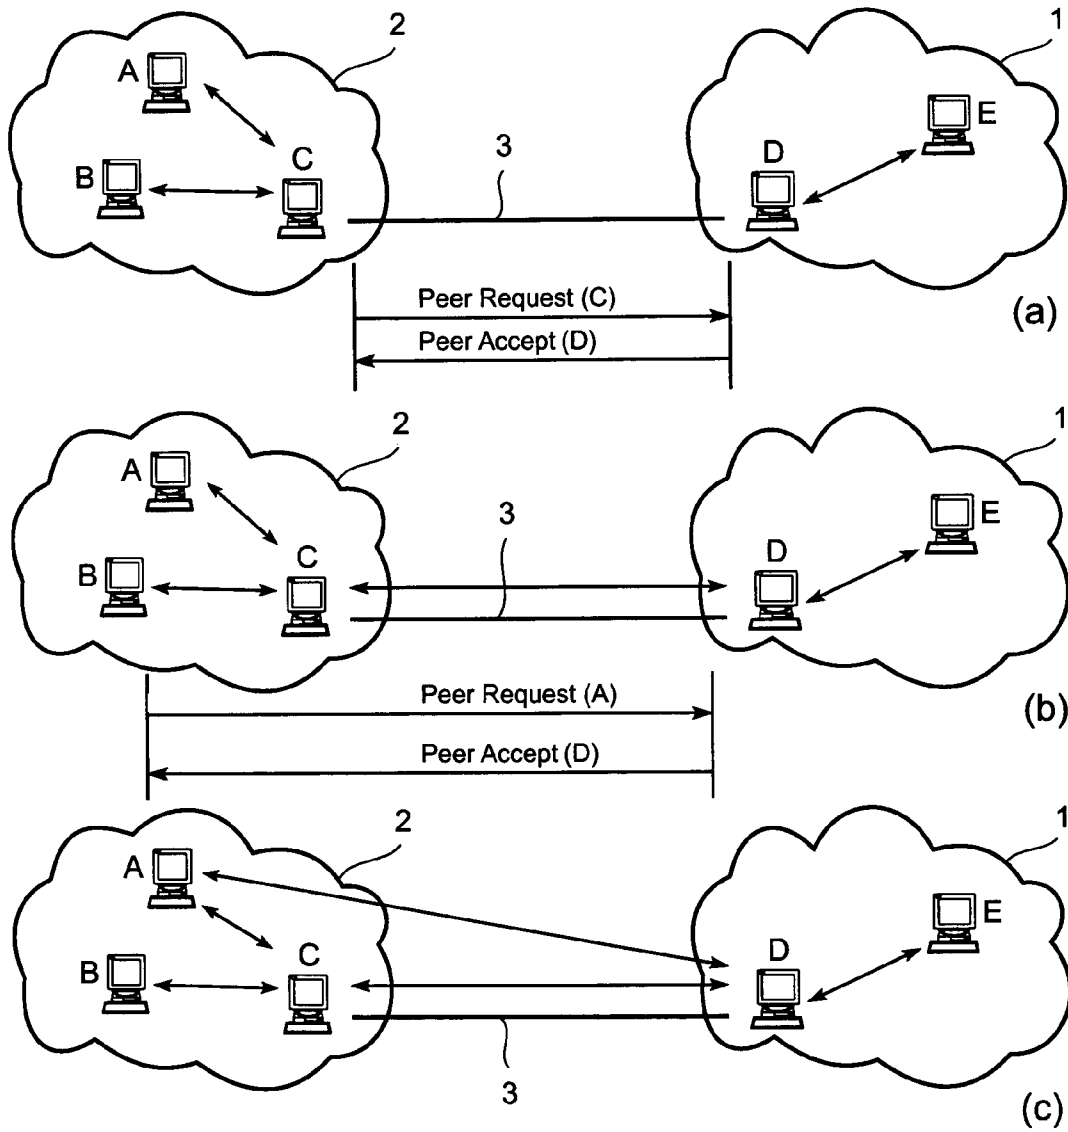 2
1
A
E
3
C
D
B
Peer Request (C)
(a)
Peer Accept (D)
2
1
A
3
E
C
D
B
Peer Request (A)
(b)
Peer Accept (D)
2
1
A
E
C
D
B
3
(c)